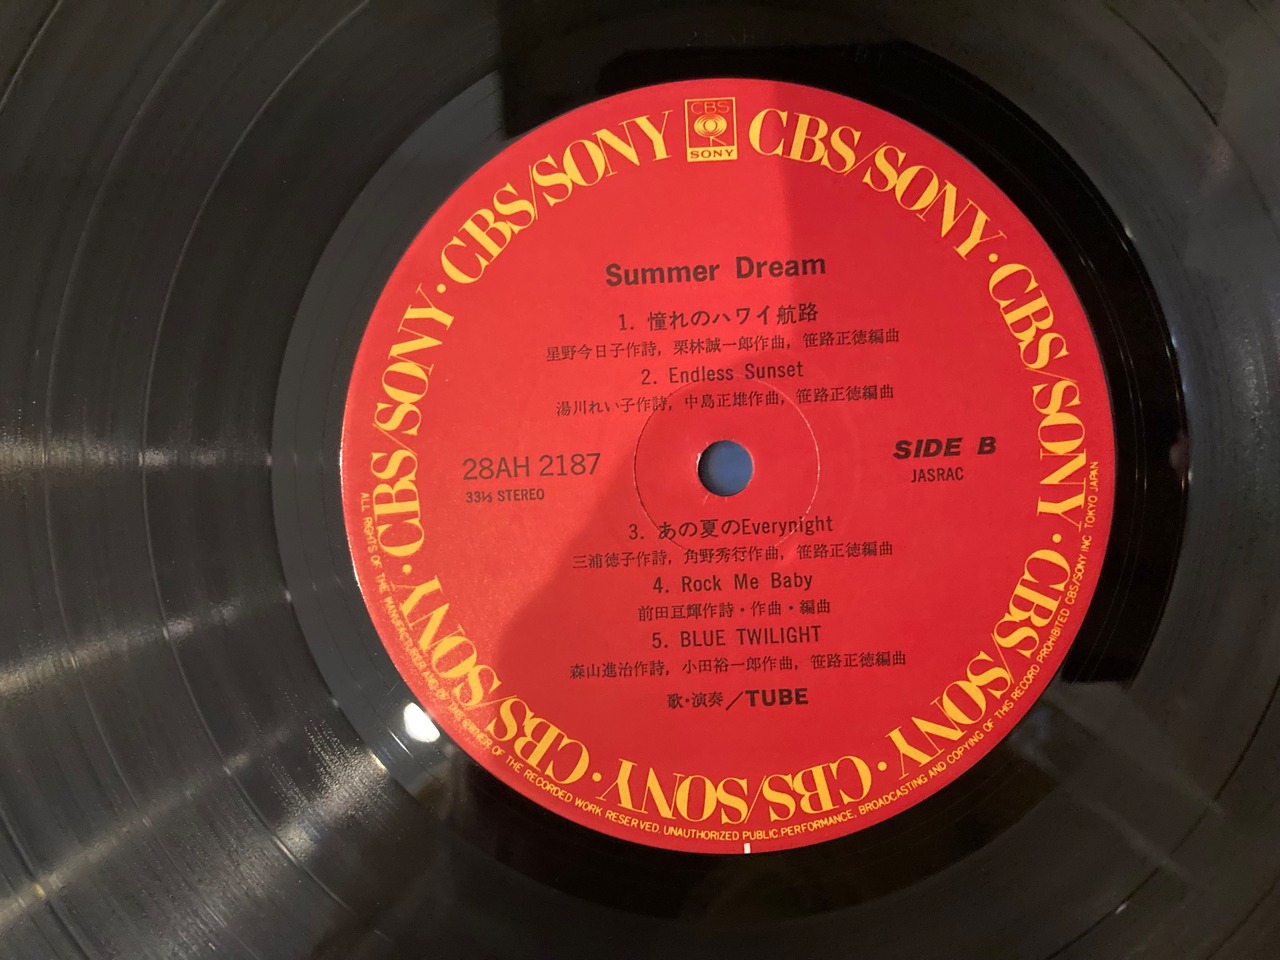 CBS
SONY
CBS/SONY · CBS/SONY · CBS/SONY · CBS/SONY · CBS/SONY · CBS/SONY · CBS/SONY · CBS/SONY · CBS/SONY · CBS/SONY
Summer Dream
1. 憧れのハワイ航路
星野今日子作詩, 栗林誠一郎作曲, 笹路正徳編曲
2. Endless Sunset
湯川れい子作詩, 中島正雄作曲, 笹路正徳編曲
28AH 2187
33⅓ STEREO
SIDE B
JASRAC
3. あの夏のEverynight
三浦徳子作詩, 角野秀行作曲, 笹路正徳編曲
4. Rock Me Baby
前田亘輝作詩・作曲・編曲
5. BLUE TWILIGHT
森山進治作詩, 小田裕一郎作曲, 笹路正徳編曲
歌・演奏/TUBE
ALL RIGHTS OF THE MANUFACTURER AND OF THE OWNER OF THE RECORDED WORK RESERVED. UNAUTHORIZED PUBLIC PERFORMANCE, BROADCASTING AND COPYING OF THIS RECORD PROHIBITED CBS/SONY INC TOKYO JAPAN